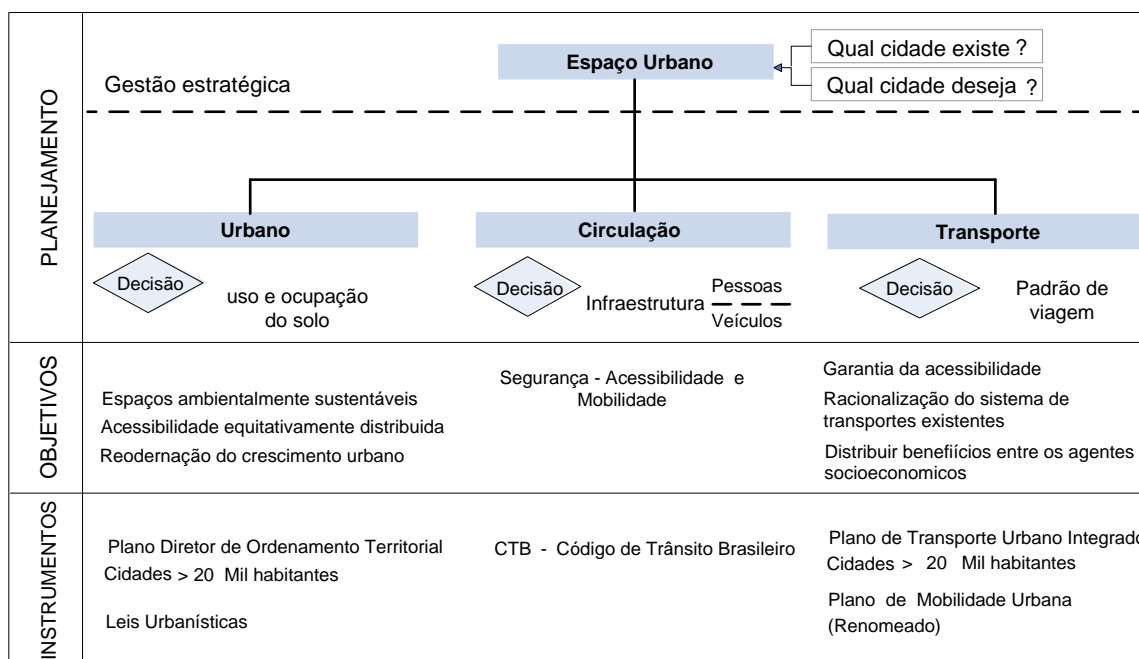 PLANEJAMENTO
Gestão estratégica
Espaço Urbano
Qual cidade existe ?
Qual cidade deseja ?
Urbano
Circulação
Transporte
Decisão
uso e ocupação
do solo
Decisão
Infraestrutura
Pessoas
Veículos
Decisão
Padrão de
viagem
OBJETIVOS
Espaços ambientalmente sustentáveis
Acessibilidade equitativamente distribuida
Reodernação do crescimento urbano
Segurança - Acessibilidade e
Mobilidade
Garantia da acessibilidade
Racionalização do sistema de
transportes existentes
Distribuir benefiícios entre os agentes
socioeconomicos
INSTRUMENTOS
Plano Diretor de Ordenamento Territorial
Cidades > 20 Mil habitantes
Leis Urbanísticas
CTB - Código de Trânsito Brasileiro
Plano de Transporte Urbano Integrado
Cidades > 20 Mil habitantes
Plano de Mobilidade Urbana
(Renomeado)